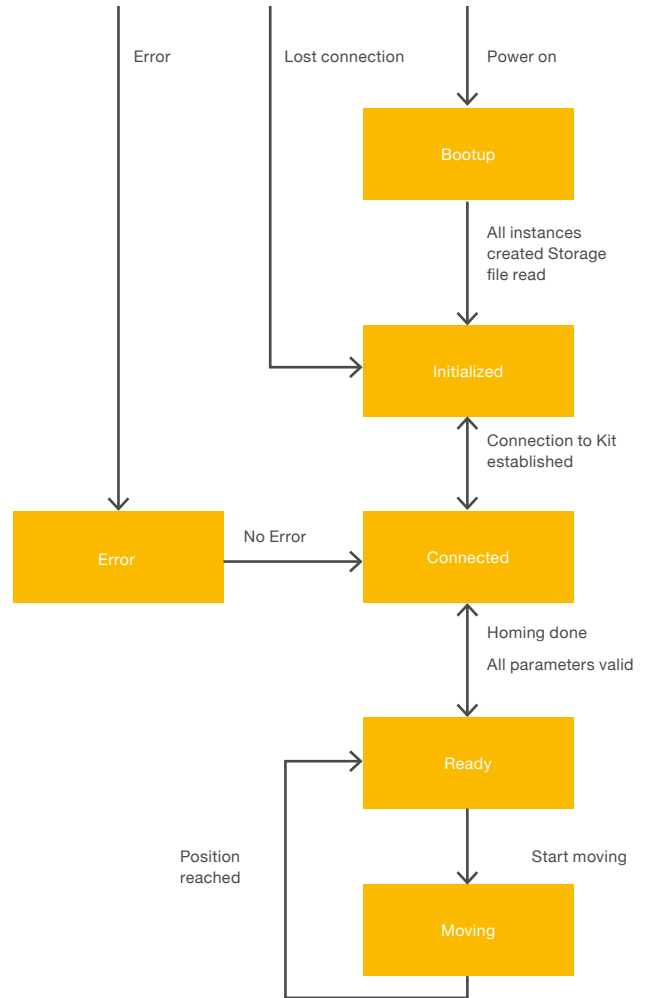 Error
Lost connection
Power on
Bootup
All instances
created Storage
file read
Initialized
Connection to Kit
established
No Error
Error
Connected
Homing done
All parameters valid
Ready
Position
reached
Start moving
Moving